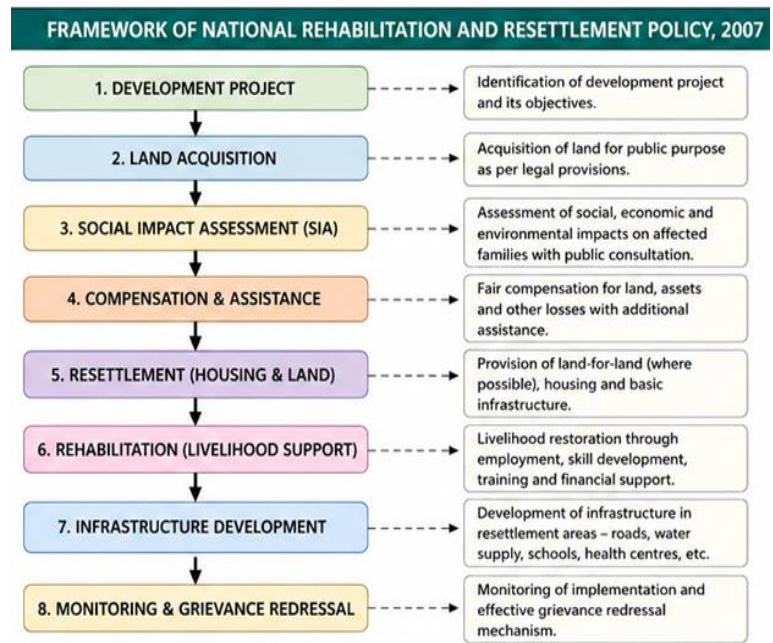 FRAMEWORK OF NATIONAL REHABILITATION AND RESETTLEMENT POLICY, 2007
1. DEVELOPMENT PROJECT
Identification of development project
and its objectives.
2. LAND ACQUISITION
Acquisition of land for public purpose
as per legal provisions.
3. SOCIAL IMPACT ASSESSMENT (SIA)
Assessment of social, economic and
environmental impacts on affected
families with public consultation.
4. COMPENSATION & ASSISTANCE
Fair compensation for land, assets
and other losses with additional
assistance.
5. RESETTLEMENT (HOUSING & LAND)
Provision of land-for-land (where
possible), housing and basic
infrastructure.
6. REHABILITATION (LIVELIHOOD SUPPORT)
Livelihood restoration through
employment, skill development,
training and financial support.
7. INFRASTRUCTURE DEVELOPMENT
Development of infrastructure in
resettlement areas – roads, water
supply, schools, health centres, etc.
8. MONITORING & GRIEVANCE REDRESSAL
Monitoring of implementation and
effective grievance redressal
mechanism.